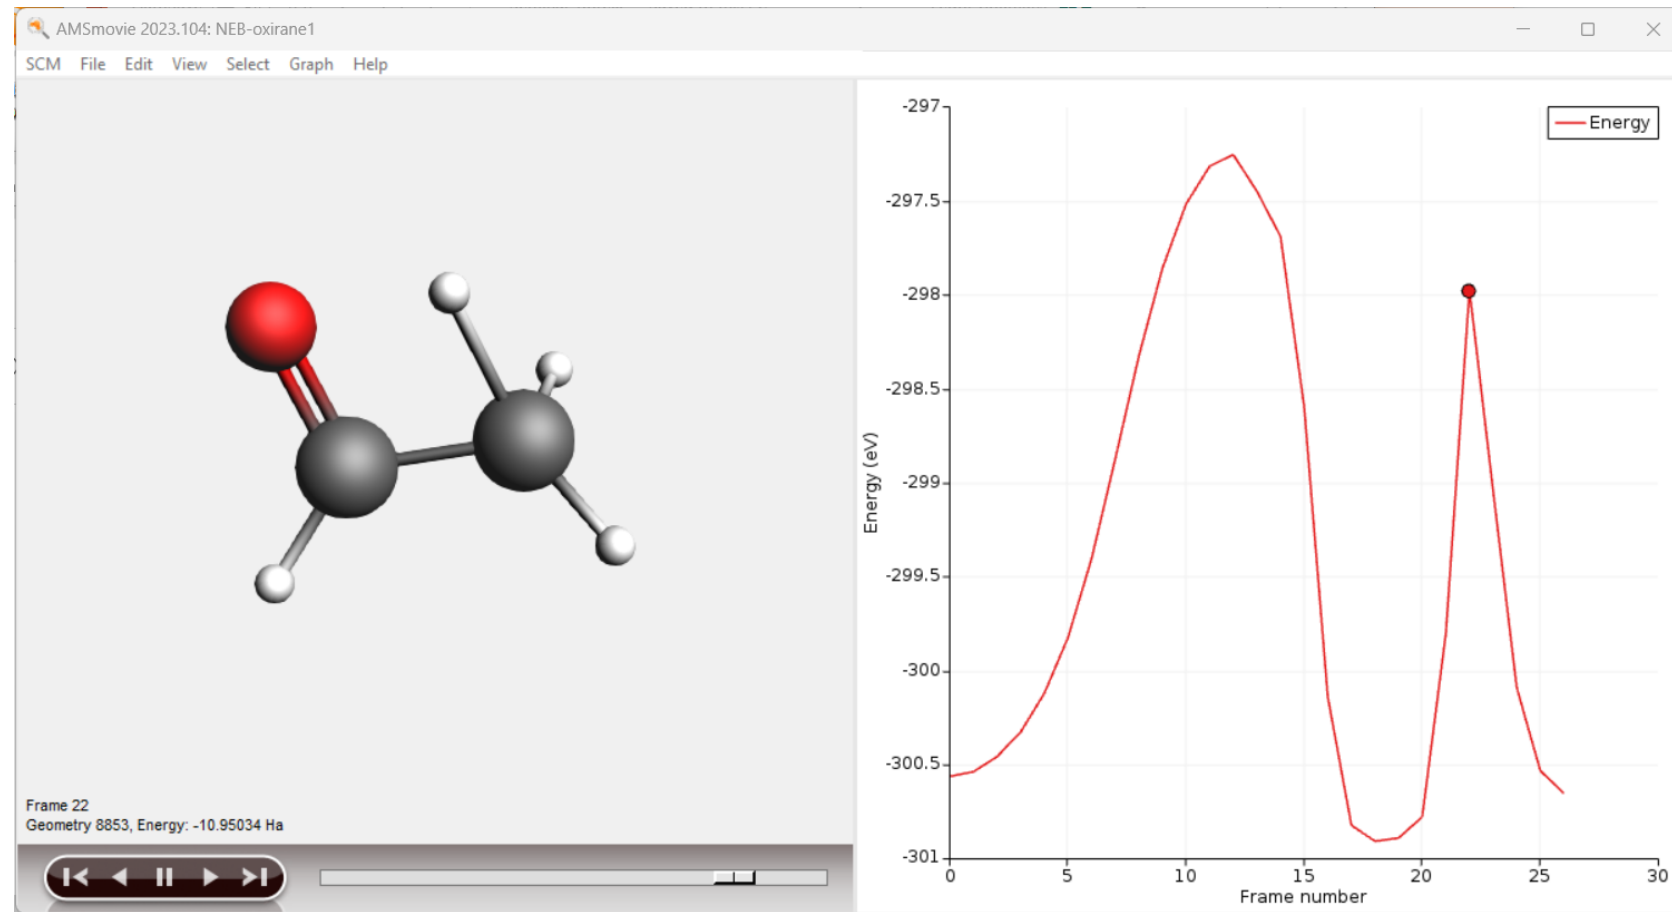 AMSmovie 2023.104: NEB-oxirane1
SCM File Edit View Select Graph Help
Frame 22
Geometry 8853, Energy: -10.95034 Ha
Energy
Energy (eV)
-297
-297.5
-298
-298.5
-299
-299.5
-300
-300.5
-301
0 5 10 15 20 25 30
Frame number